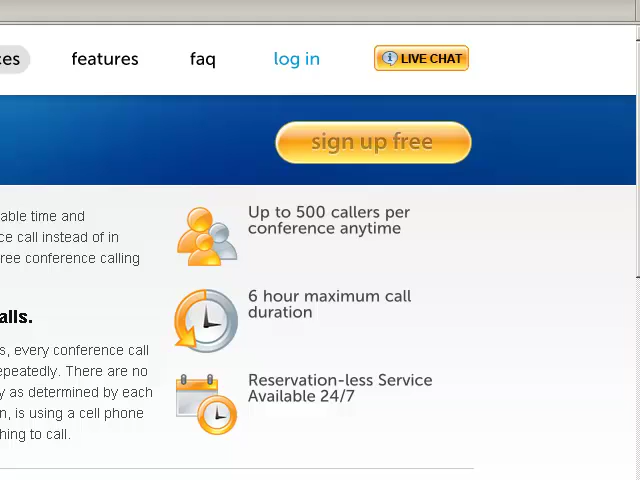 ces features faq log in LIVE CHAT
sign up free
able time and
ce call instead of in
ree conference calling
Up to 500 callers per
conference anytime
6 hour maximum call
duration
alls.
s, every conference call
epeatedly. There are no
y as determined by each
n, is using a cell phone
hing to call.
Reservation-less Service
Available 24/7